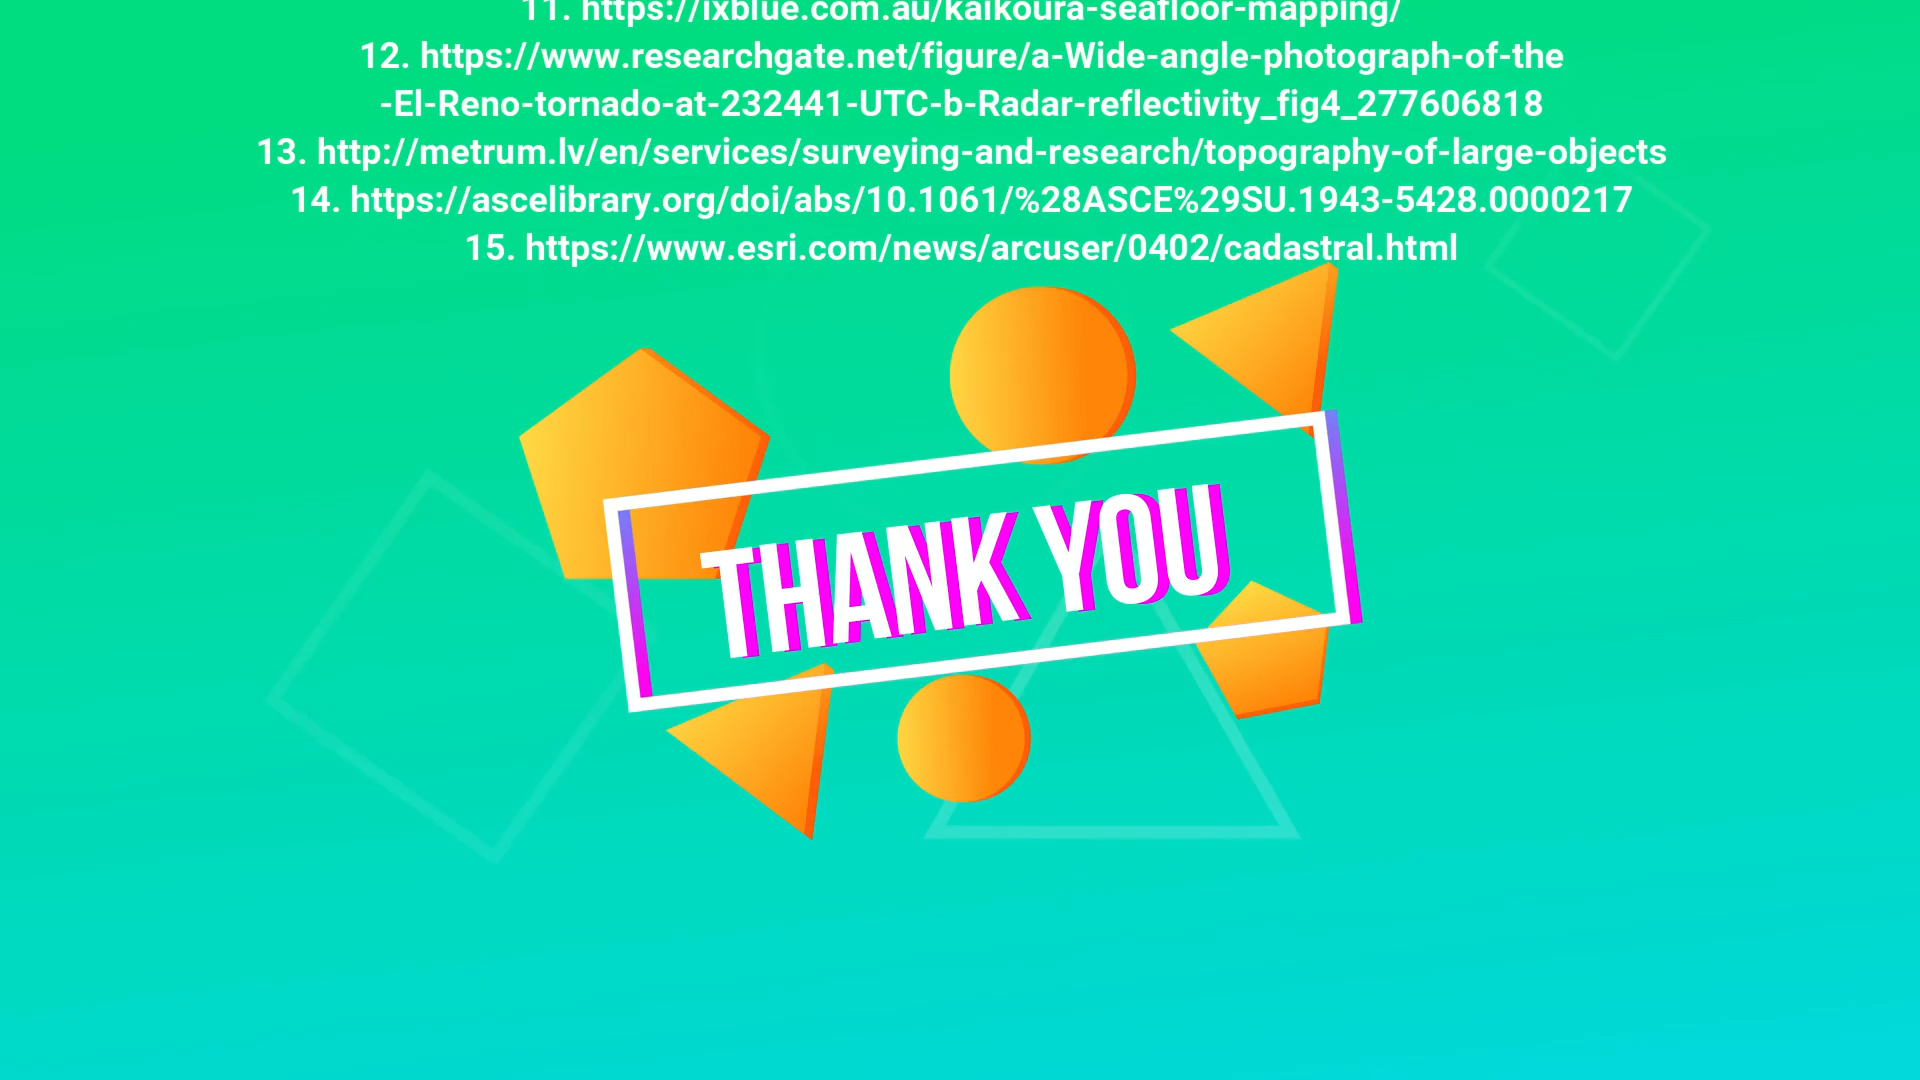 11. https://ixblue.com.au/kaikoura-seafloor-mapping/
12. https://www.researchgate.net/figure/a-Wide-angle-photograph-of-the
-El-Reno-tornado-at-232441-UTC-b-Radar-reflectivity_fig4_277606818
13. http://metrum.lv/en/services/surveying-and-research/topography-of-large-objects
14. https://ascelibrary.org/doi/abs/10.1061/%28ASCE%29SU.1943-5428.0000217
15. https://www.esri.com/news/arcuser/0402/cadastral.html
THANK YOU